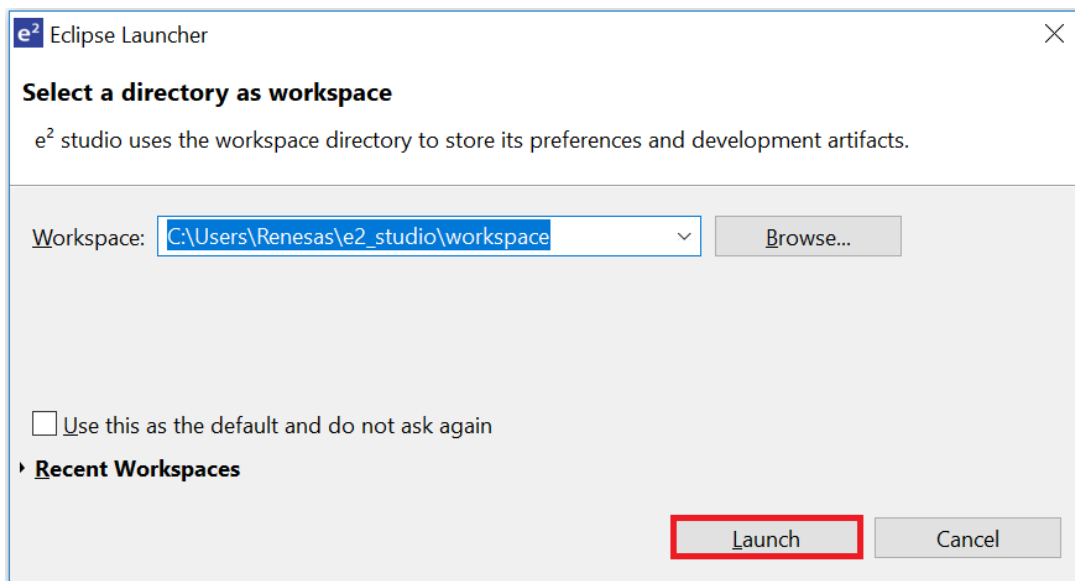 e² Eclipse Launcher
Select a directory as workspace
e² studio uses the workspace directory to store its preferences and development artifacts.
Workspace: C:\Users\Renesas\e2_studio\workspace Browse...
Use this as the default and do not ask again
Recent Workspaces
Launch Cancel